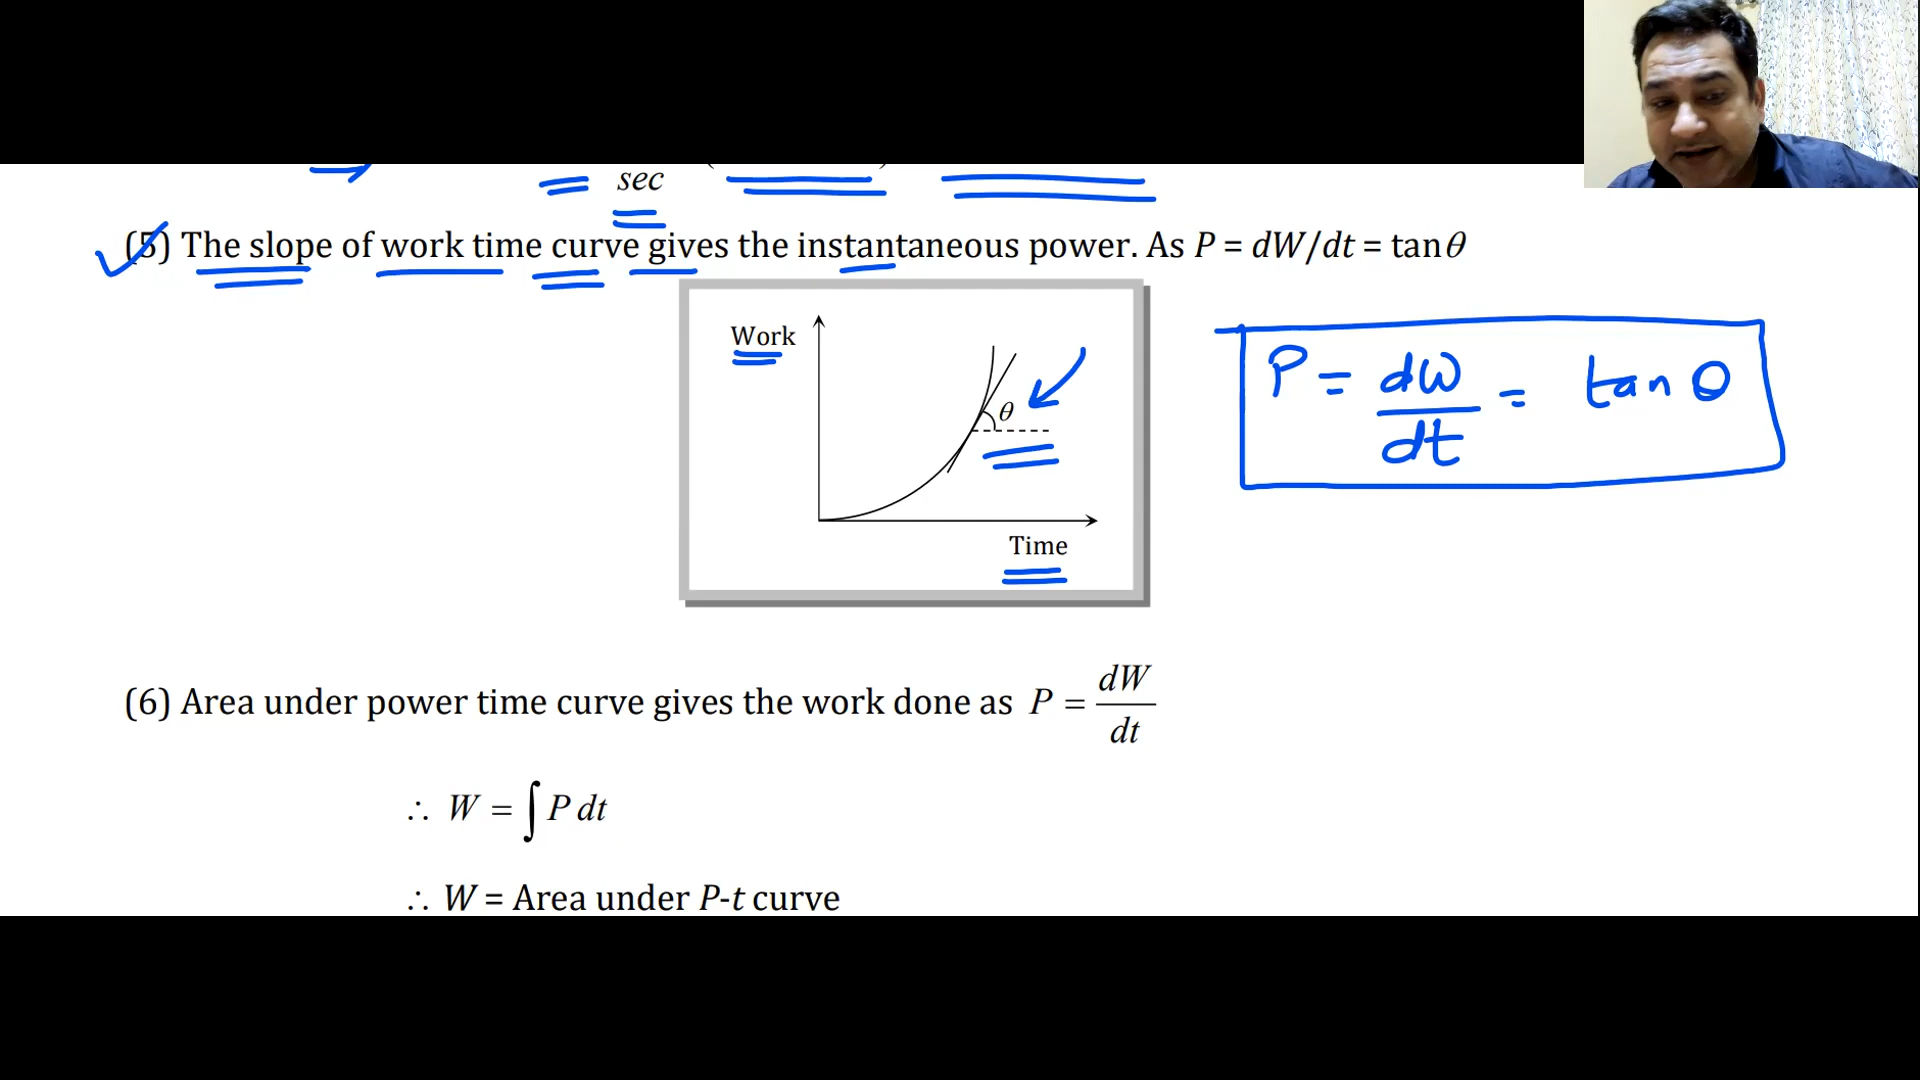 sec
(5) The slope of work time curve gives the instantaneous power. As P = dW/dt = tanθ
Work
θ
Time
P = dW/dt = tan θ
(6) Area under power time curve gives the work done as P = dW/dt
∴ W = ∫ P dt
∴ W = Area under P-t curve